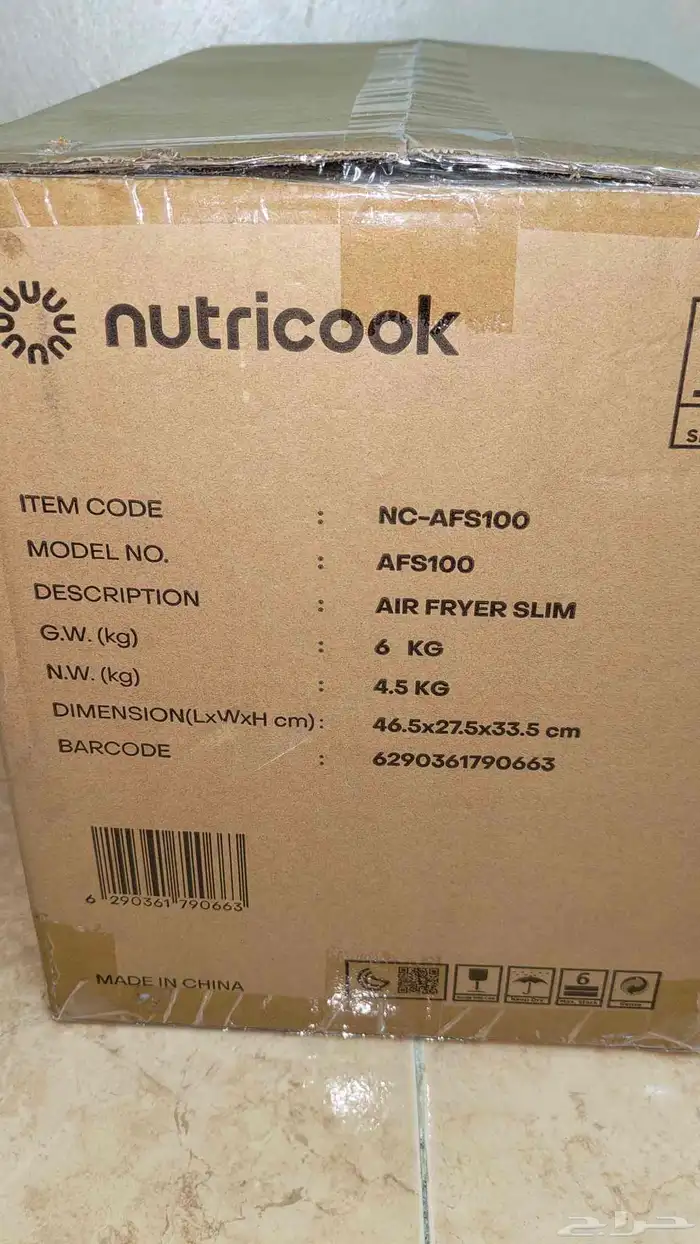 nutricook
ITEM CODE : NC-AFS100
MODEL NO. : AFS100
DESCRIPTION : AIR FRYER SLIM
G.W. (kg) : 6 KG
N.W. (kg) : 4.5 KG
DIMENSION(LxWxH cm) : 46.5x27.5x33.5 cm
BARCODE : 6290361790663
6 290361 790663
MADE IN CHINA
6
حراج